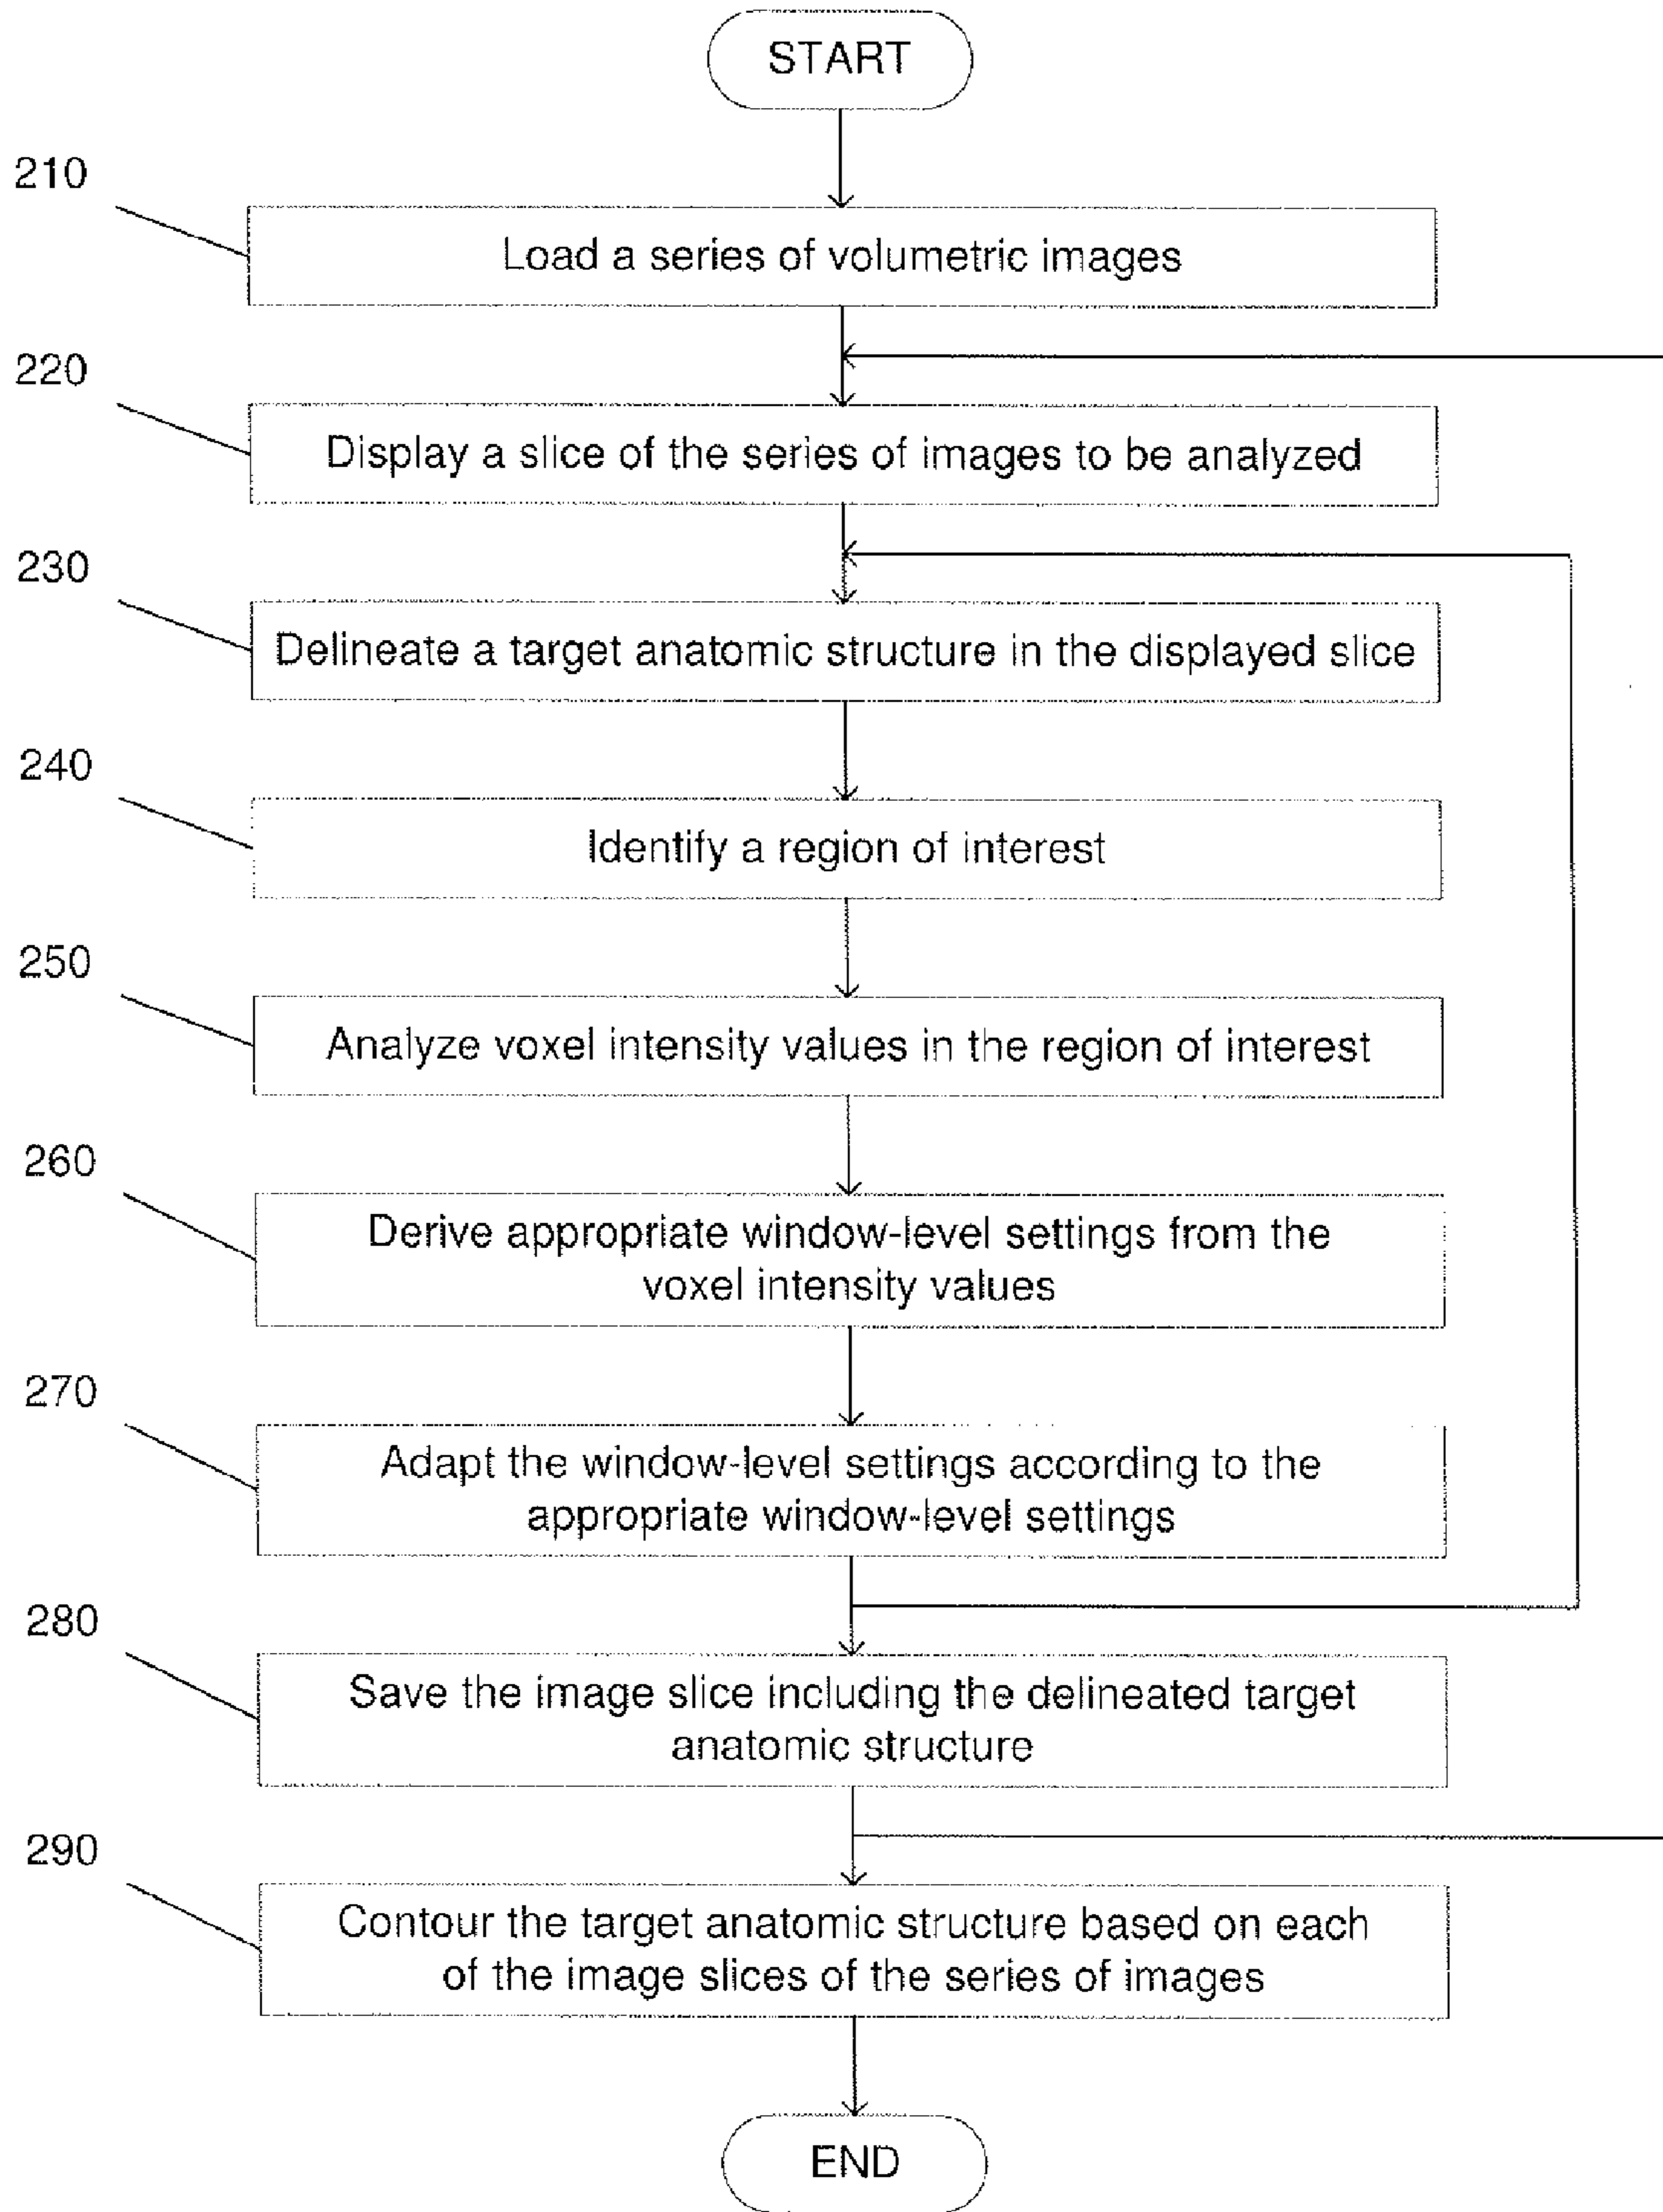 START
210
Load a series of volumetric images
220
Display a slice of the series of images to be analyzed
230
Delineate a target anatomic structure in the displayed slice
240
Identify a region of interest
250
Analyze voxel intensity values in the region of interest
260
Derive appropriate window-level settings from the
voxel intensity values
270
Adapt the window-level settings according to the
appropriate window-level settings
280
Save the image slice including the delineated target
anatomic structure
290
Contour the target anatomic structure based on each
of the image slices of the series of images
END